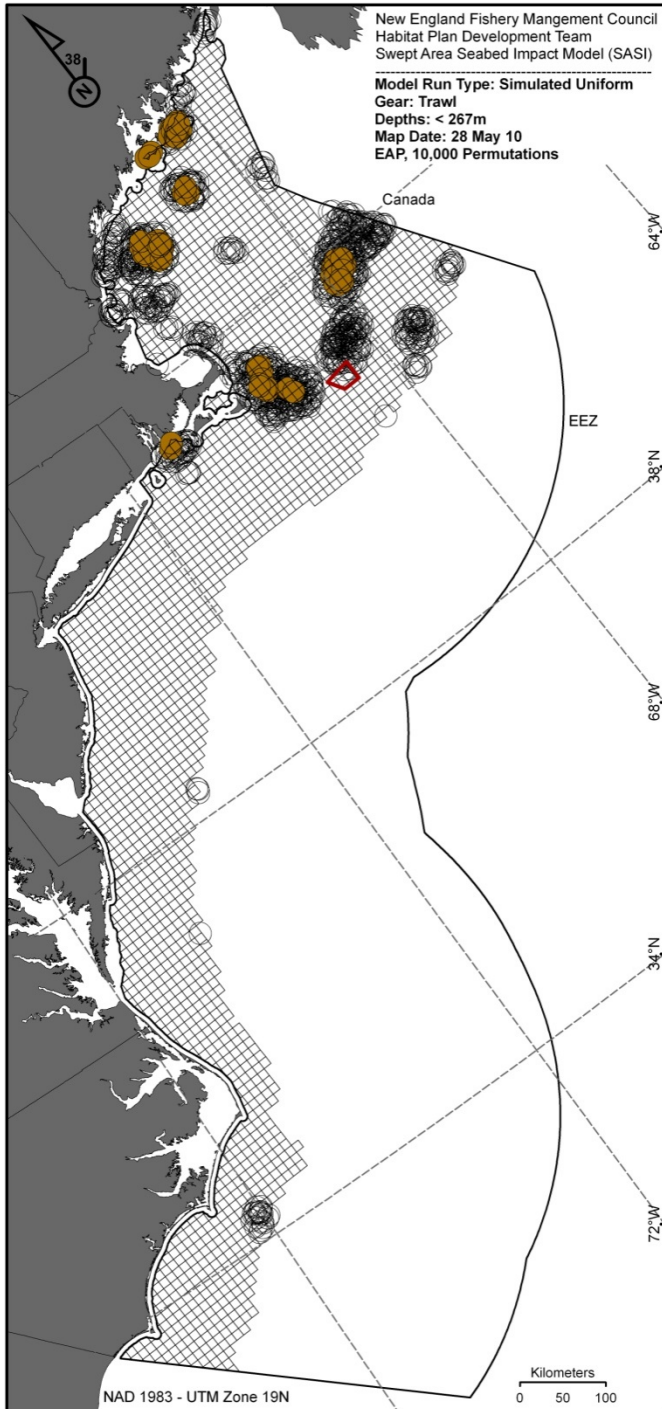 New England Fishery Mangement Council
Habitat Plan Development Team
Swept Area Seabed Impact Model (SASI)
Model Run Type: Simulated Uniform
Gear: Trawl
Depths: < 267m
Map Date: 28 May 10
EAP, 10,000 Permutations
38
N
Canada
64°W
EEZ
38°N
68°W
34°N
72°W
Kilometers
0 50 100
NAD 1983 - UTM Zone 19N